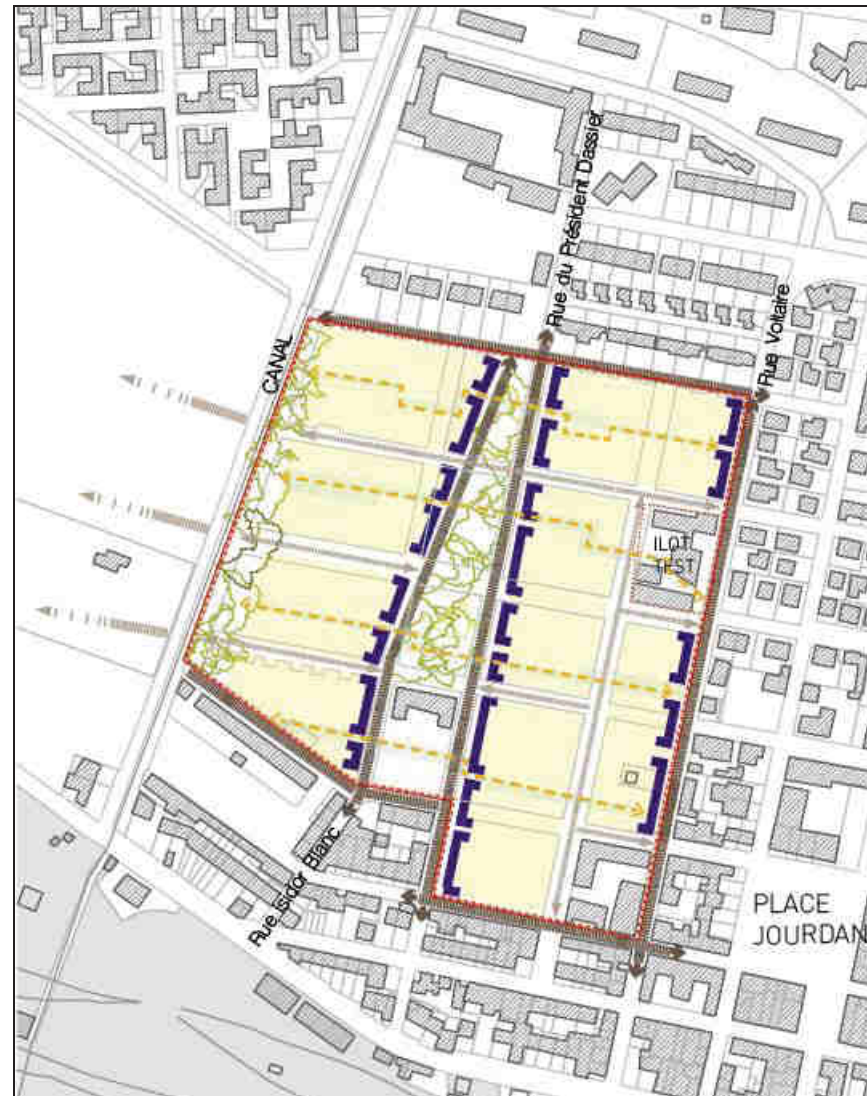 Rue du Président Dassier
CANAL
Rue Voltaire
ILOT
TEST
Rue Isidor Blanc
PLACE
JOURDAN